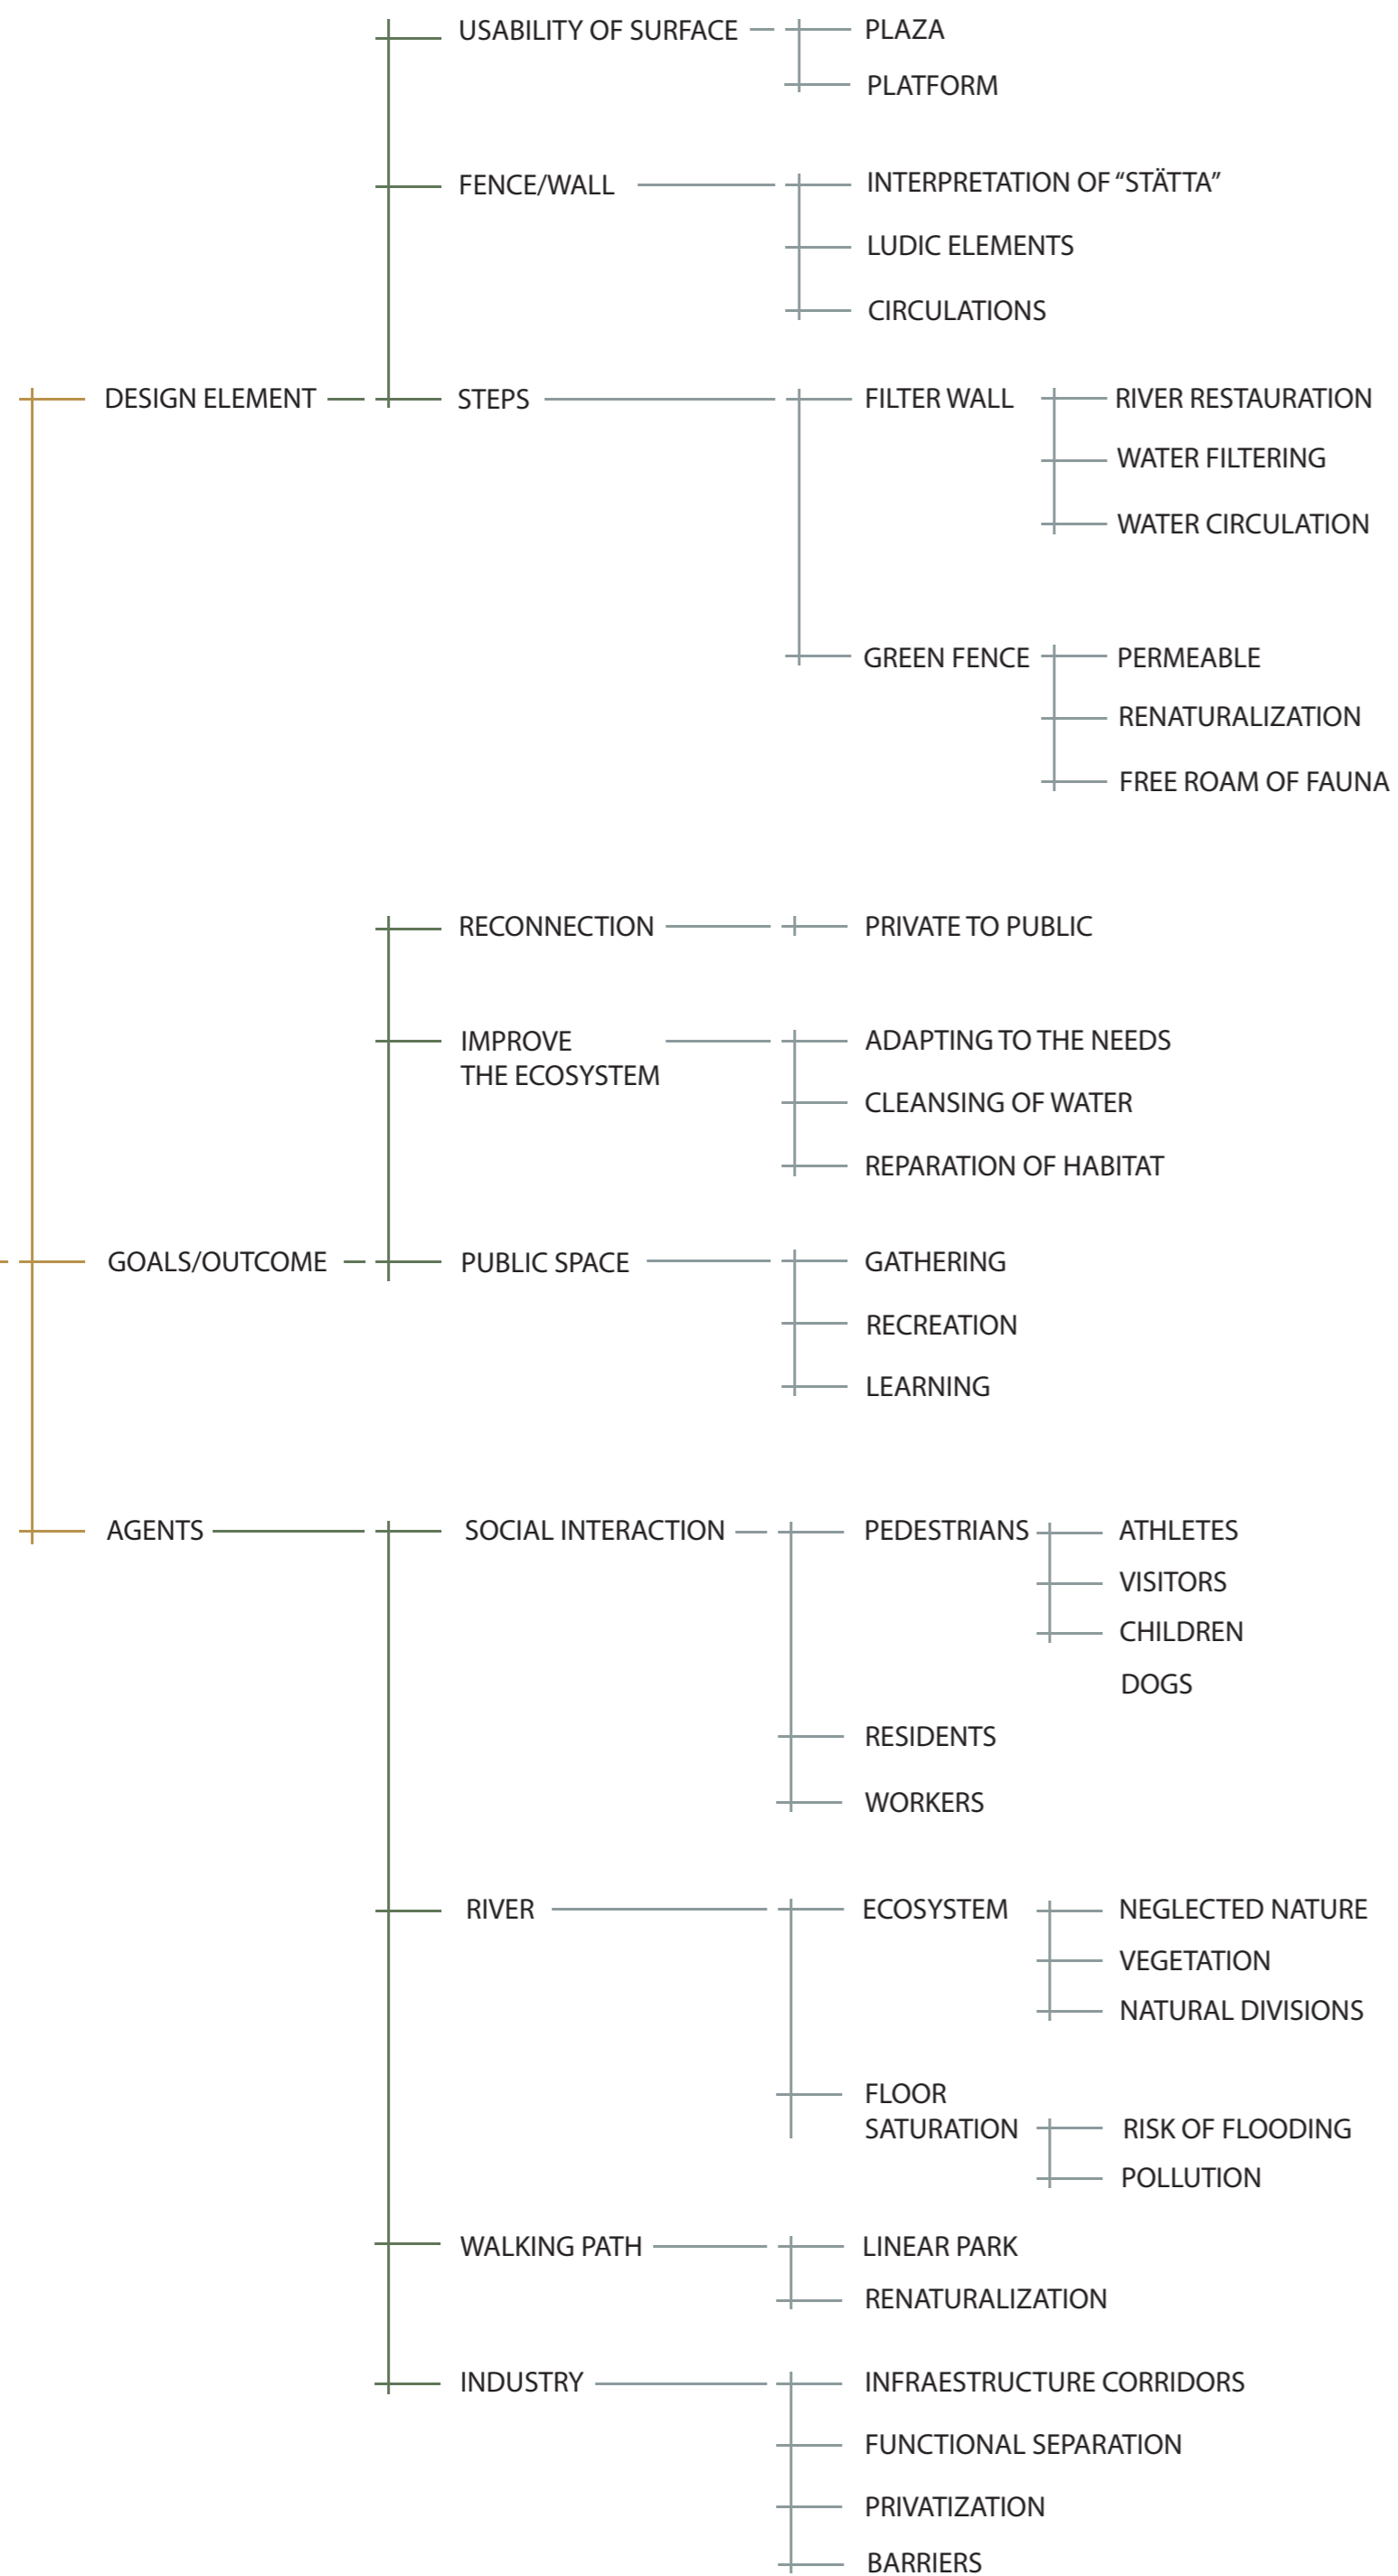 USABILITY OF SURFACE
PLAZA
PLATFORM
FENCE/WALL
INTERPRETATION OF “STÄTTA”
LUDIC ELEMENTS
CIRCULATIONS
DESIGN ELEMENT
STEPS
FILTER WALL
RIVER RESTAURATION
WATER FILTERING
WATER CIRCULATION
GREEN FENCE
PERMEABLE
RENATURALIZATION
FREE ROAM OF FAUNA
RECONNECTION
PRIVATE TO PUBLIC
IMPROVE
THE ECOSYSTEM
ADAPTING TO THE NEEDS
CLEANSING OF WATER
REPARATION OF HABITAT
GOALS/OUTCOME
PUBLIC SPACE
GATHERING
RECREATION
LEARNING
AGENTS
SOCIAL INTERACTION
PEDESTRIANS
ATHLETES
VISITORS
CHILDREN
DOGS
RESIDENTS
WORKERS
RIVER
ECOSYSTEM
NEGLECTED NATURE
VEGETATION
NATURAL DIVISIONS
FLOOR
SATURATION
RISK OF FLOODING
POLLUTION
WALKING PATH
LINEAR PARK
RENATURALIZATION
INDUSTRY
INFRAESTRUCTURE CORRIDORS
FUNCTIONAL SEPARATION
PRIVATIZATION
BARRIERS